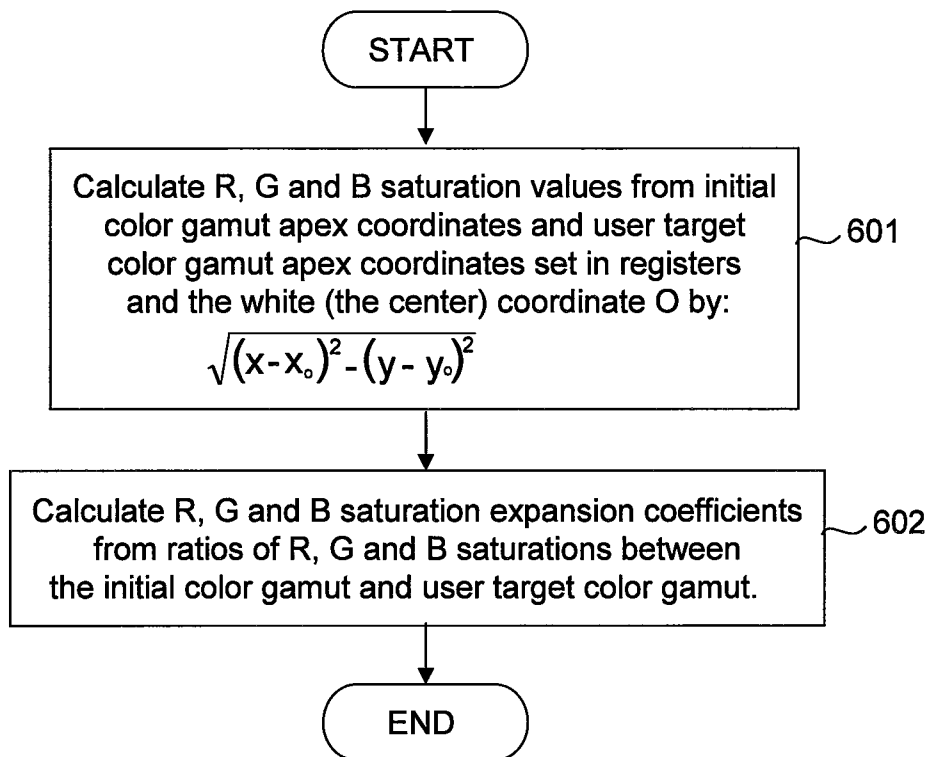 START
Calculate R, G and B saturation values from initial
color gamut apex coordinates and user target
color gamut apex coordinates set in registers
and the white (the center) coordinate O by:
√(x-x₀)² - (y - y₀)²
601
Calculate R, G and B saturation expansion coefficients
from ratios of R, G and B saturations between
the initial color gamut and user target color gamut.
602
END